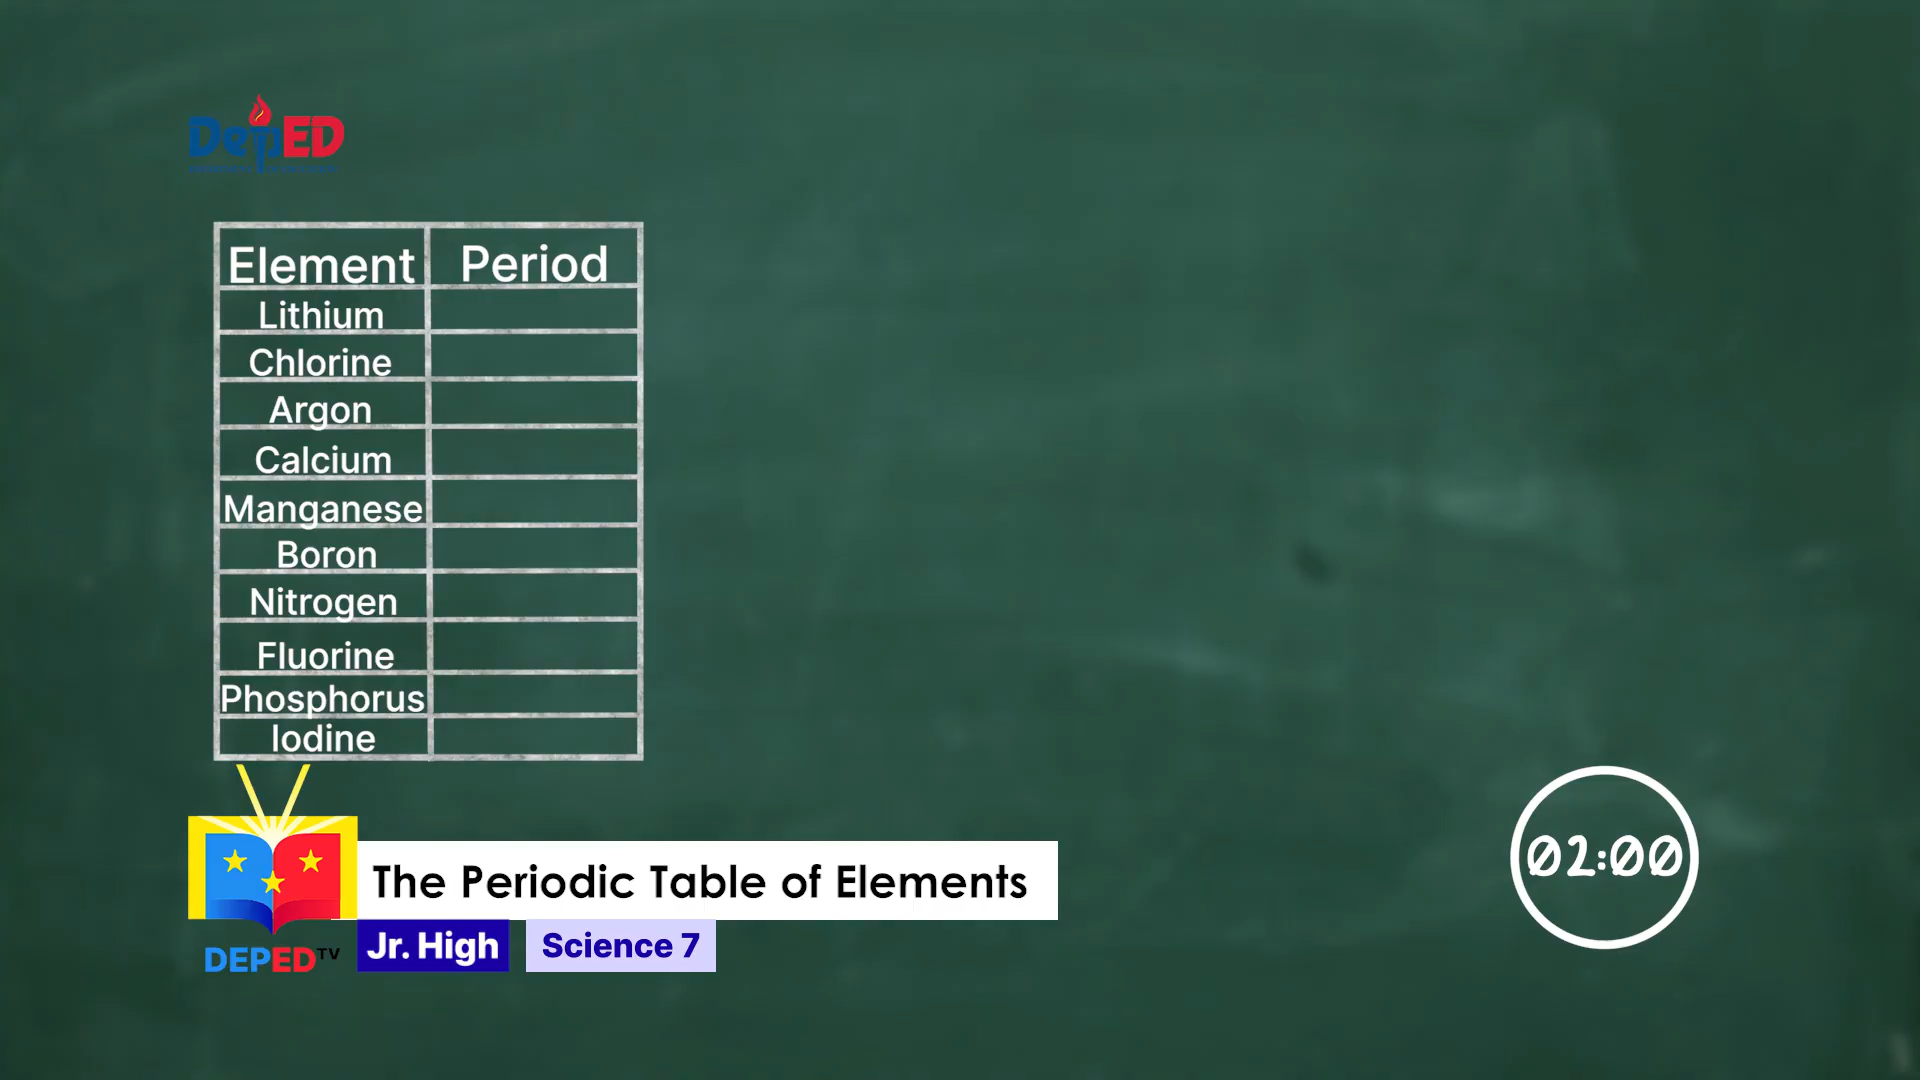 DepED
Element Period
Lithium
Chlorine
Argon
Calcium
Manganese
Boron
Nitrogen
Fluorine
Phosphorus
Iodine
The Periodic Table of Elements
Jr. High Science 7
DEPED TV
02:00